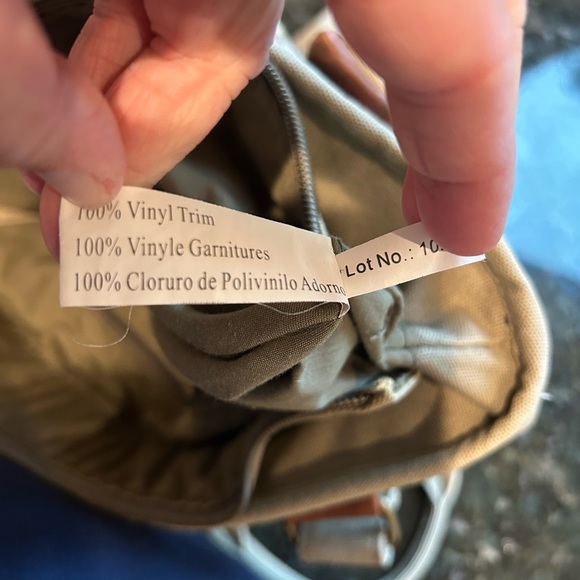 100% Vinyl Trim
100% Vinyle Garnitures
100% Cloruro de Polivinilo Adorno
Lot No.: